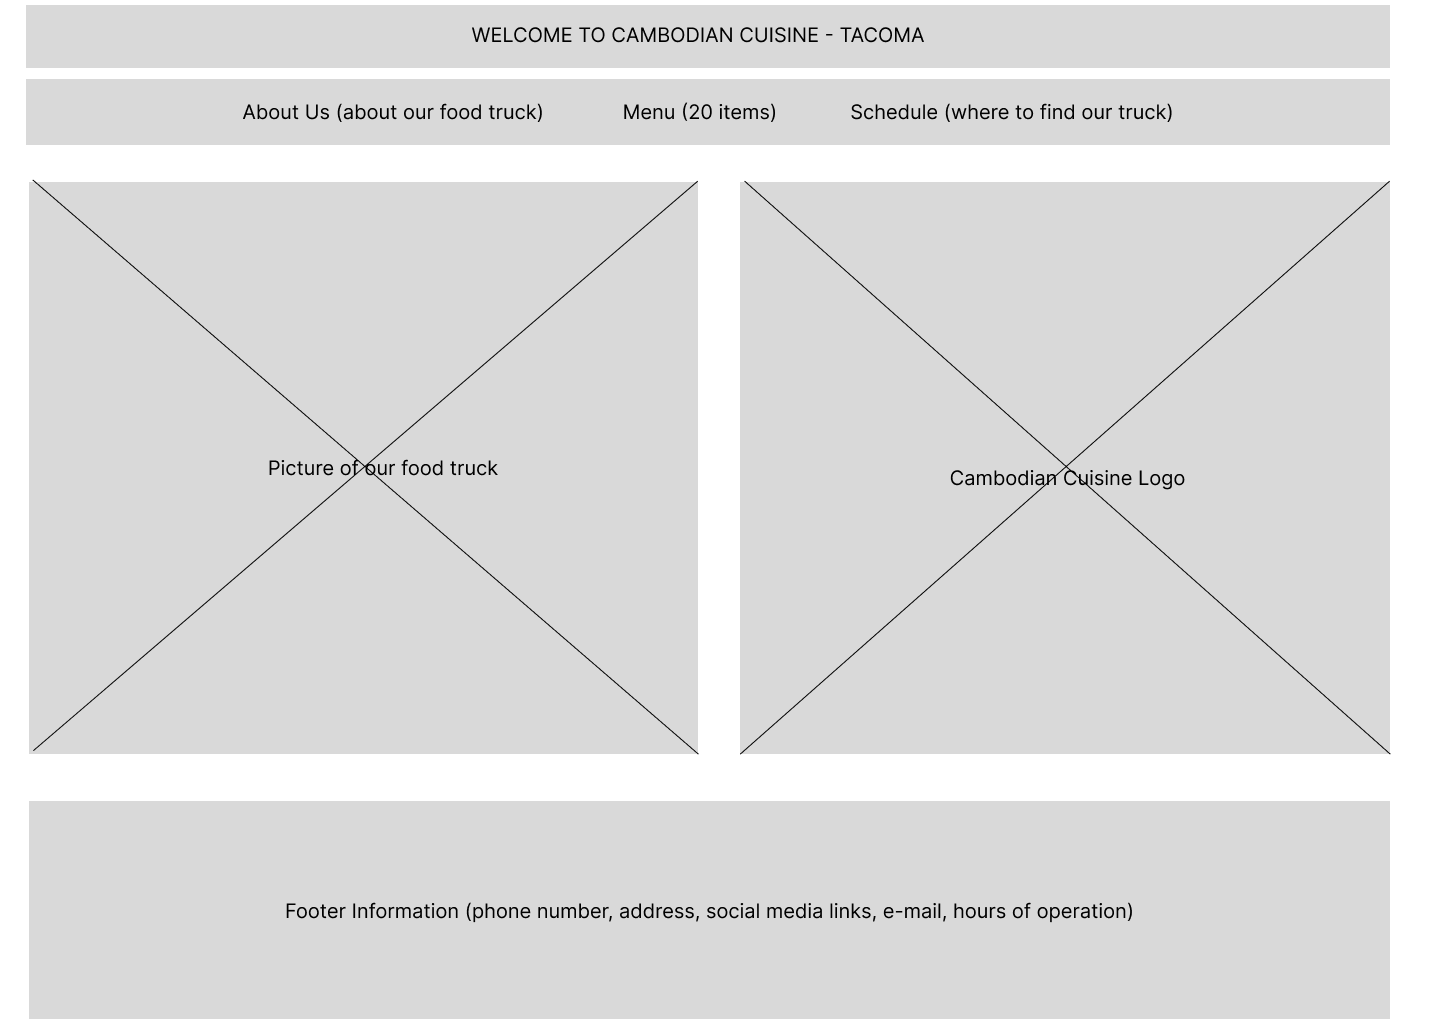 WELCOME TO CAMBODIAN CUISINE - TACOMA
About Us (about our food truck) Menu (20 items) Schedule (where to find our truck)
Picture of our food truck
Cambodian Cuisine Logo
Footer Information (phone number, address, social media links, e-mail, hours of operation)